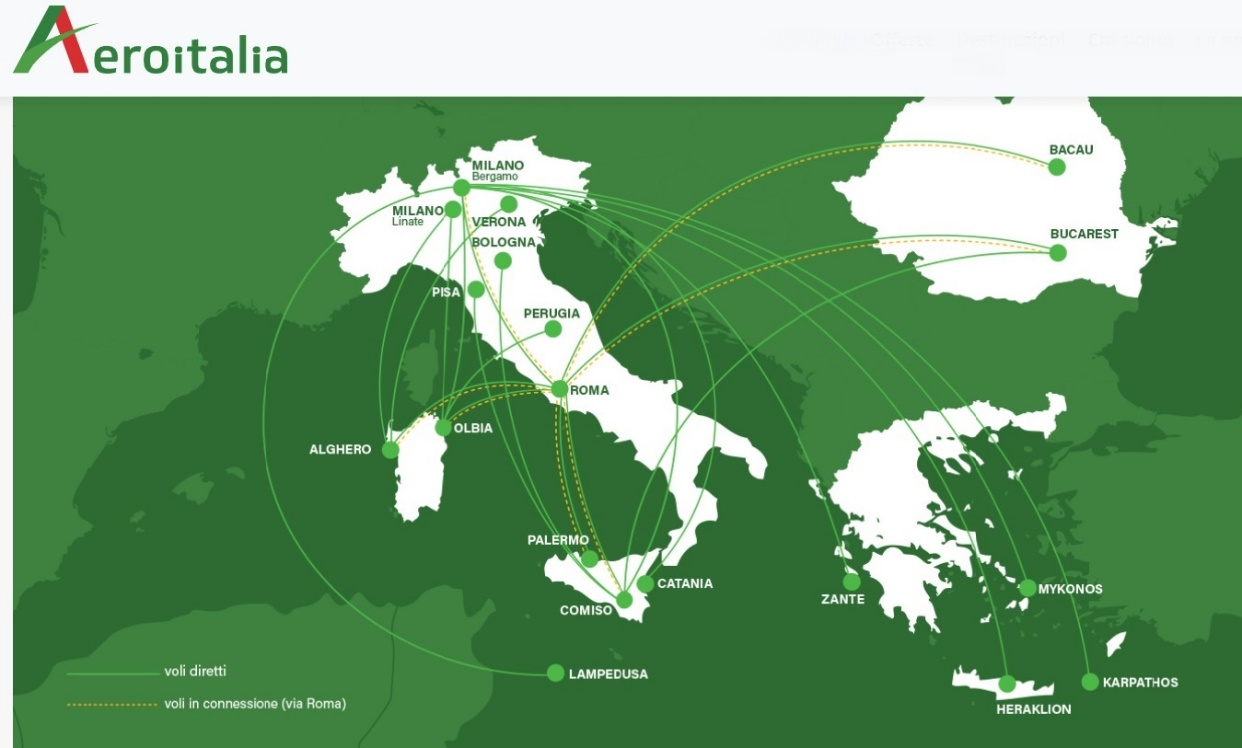 Aeroitalia
BACAU
MILANO
Bergamo
MILANO
Linate
VERONA
BUCAREST
BOLOGNA
PISA
PERUGIA
ROMA
OLBIA
ALGHERO
PALERMO
CATANIA
COMISO
ZANTE
MYKONOS
LAMPEDUSA
KARPATHOS
HERAKLION
voli diretti
voli in connessione (via Roma)